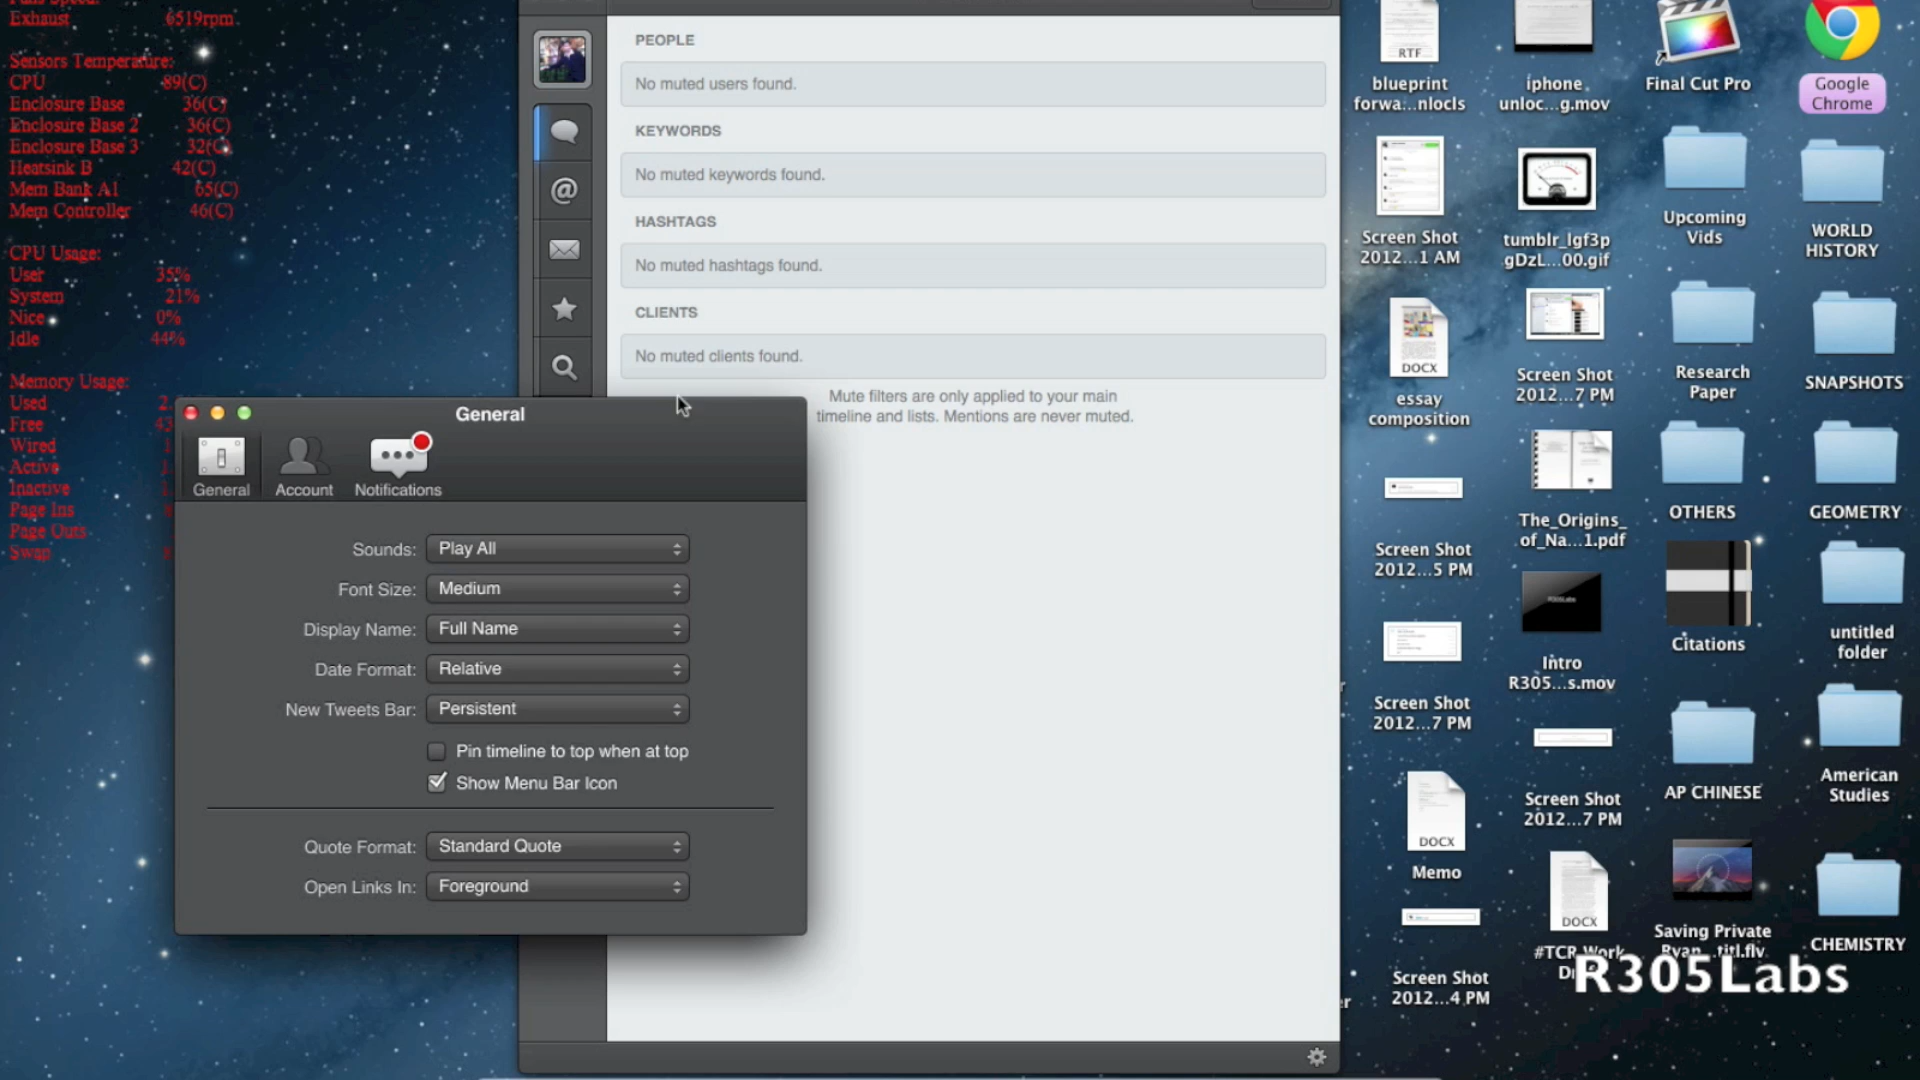 Exhaust 6519rpm
Sensors Temperature:
CPU 89(C)
Enclosure Base 36(C)
Enclosure Base 2 36(C)
Enclosure Base 3 32(C)
Heatsink B 42(C)
Mem Bank A1 65(C)
Mem Controller 46(C)
CPU Usage:
User 35%
System 21%
Nice 0%
Idle 44%
Memory Usage:
Used 2.
Free 43
Wired
Active
Inactive
Page Ins
Page Outs
Swap
PEOPLE
No muted users found.
KEYWORDS
No muted keywords found.
HASHTAGS
No muted hashtags found.
CLIENTS
No muted clients found.
Mute filters are only applied to your main
timeline and lists. Mentions are never muted.
General
General Account Notifications
Sounds: Play All
Font Size: Medium
Display Name: Full Name
Date Format: Relative
New Tweets Bar: Persistent
Pin timeline to top when at top
Show Menu Bar Icon
Quote Format: Standard Quote
Open Links In: Foreground
RTF
blueprint
forwa...nlocls
Screen Shot
2012...1 AM
DOCX
essay
composition
Screen Shot
2012...5 PM
Screen Shot
2012...7 PM
DOCX
Memo
Screen Shot
2012...4 PM
iphone
unloc...g.mov
tumblr_lgf3p
gDzL...00.gif
Screen Shot
2012...7 PM
The_Origins_
of_Na...1.pdf
Intro
R305...s.mov
Screen Shot
2012...7 PM
DOCX
#TCR Work
Final Cut Pro
Upcoming
Vids
Research
Paper
OTHERS
Citations
AP CHINESE
Saving Private
Ryan...titl.flv
Google
Chrome
WORLD
HISTORY
SNAPSHOTS
GEOMETRY
untitled
folder
American
Studies
CHEMISTRY
R305Labs